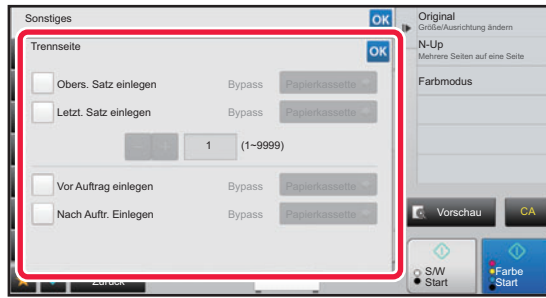 Sonstiges
OK
Trennseite
OK
Obers. Satz einlegen
Bypass
Papierkassette
Letzt. Satz einlegen
Bypass
Papierkassette
1
(1~9999)
Vor Auftrag einlegen
Bypass
Papierkassette
Nach Auftr. Einlegen
Bypass
Papierkassette
Zurück
Original
Größe/Ausrichtung ändern
N-Up
Mehrere Seiten auf eine Seite
Farbmodus
Vorschau
CA
S/W
Start
Farbe
Start